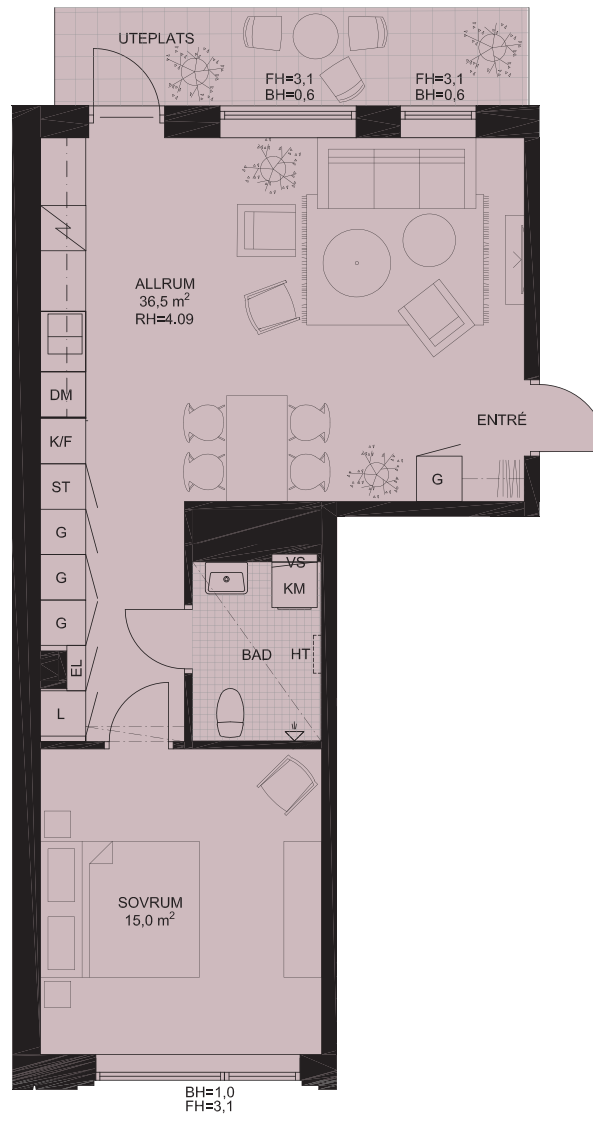 UTEPLATS
FH=3,1
BH=0,6
FH=3,1
BH=0,6
ALLRUM
36,5 m²
RH=4.09
DM
K/F
ENTRÉ
ST
G
G
G
G
VS
KM
BAD
HT
EL
L
SOVRUM
15,0 m²
BH=1,0
FH=3,1